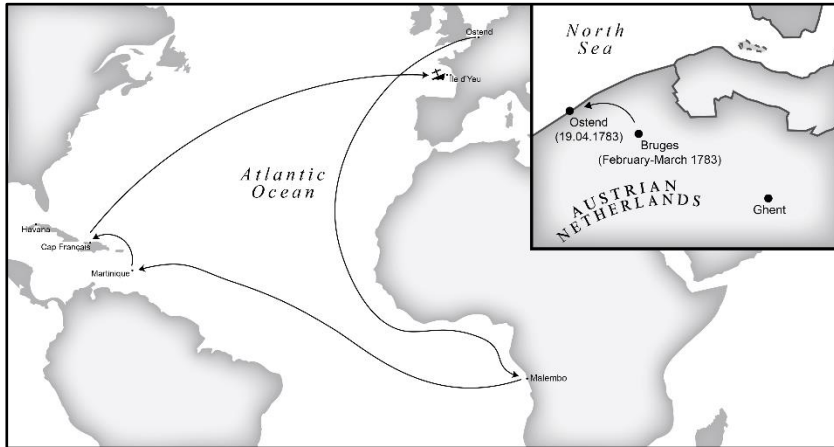 Ostend
Île d'Yeu
Atlantic
Ocean
Havana
Cap Français
Martinique
Malembo
North
Sea
Ostend
(19.04.1783)
Bruges
(February-March 1783)
AUSTRIAN
NETHERLANDS
Ghent